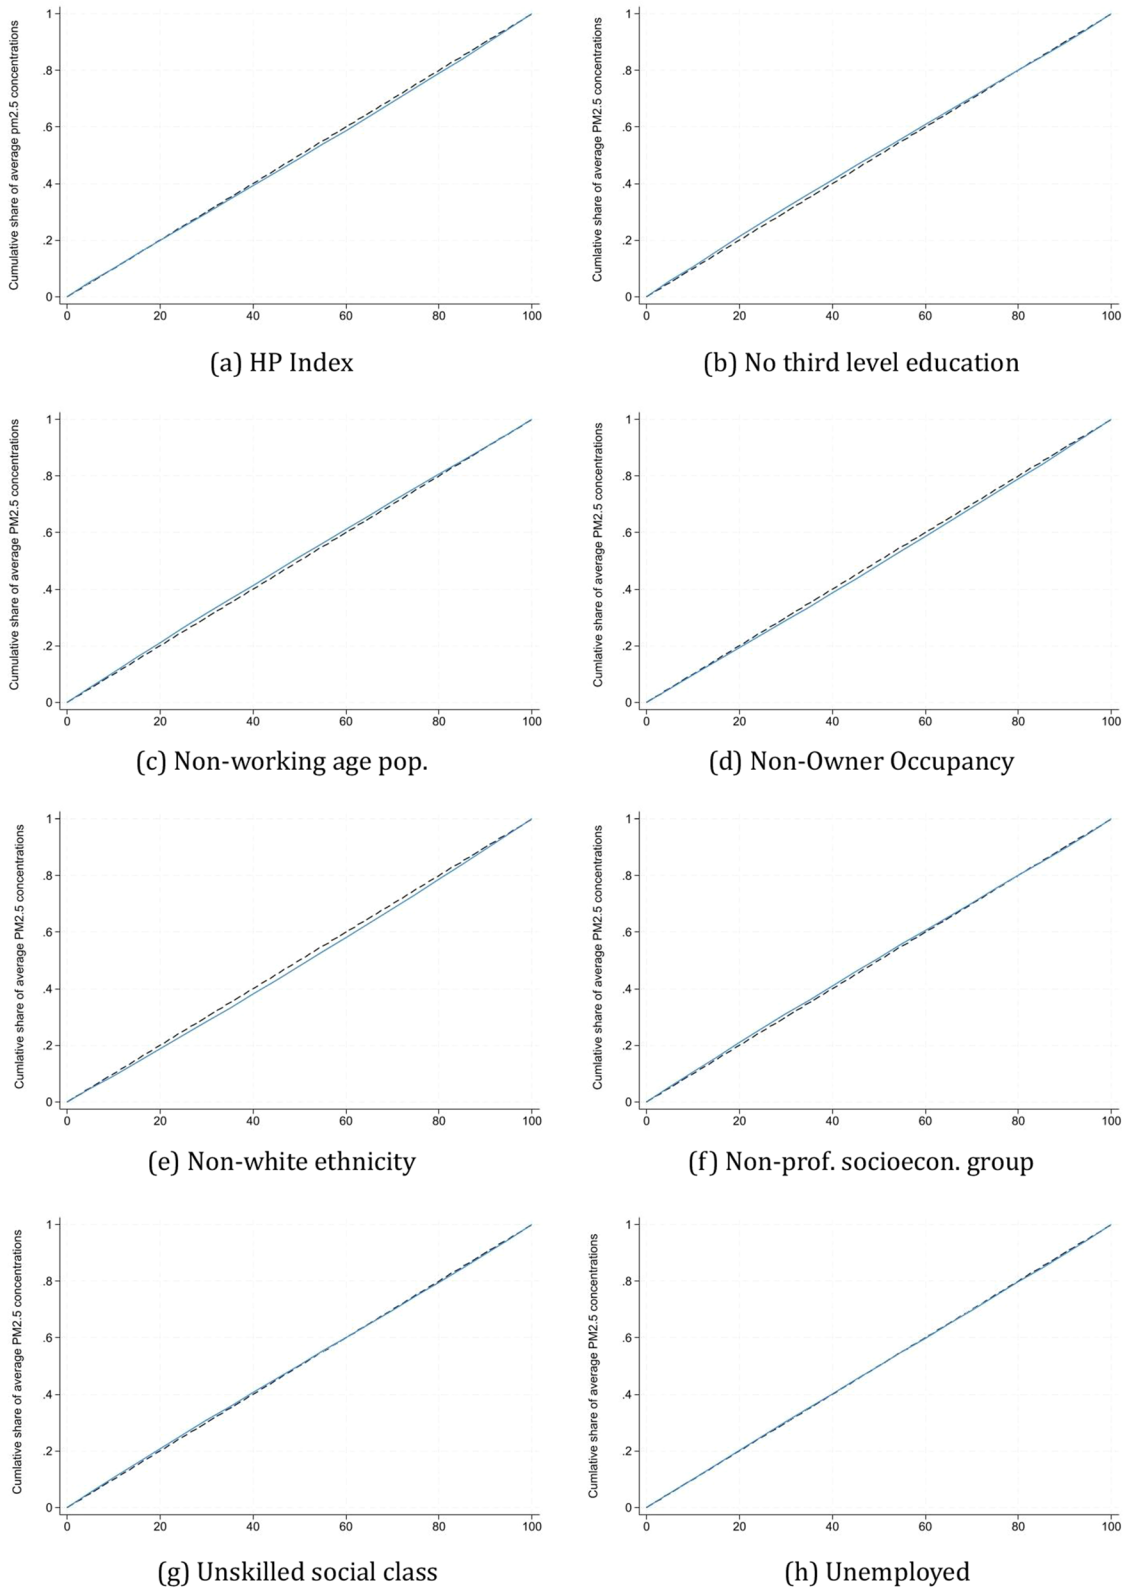 Cumulative share of average pm2.5 concentrations
1
.8
.6
.4
.2
0
0 20 40 60 80 100
(a) HP Index
Cumlative share of average PM2.5 concentrations
1
.8
.6
.4
.2
0
0 20 40 60 80 100
(b) No third level education
Cumulative share of average PM2.5 concentrations
1
.8
.6
.4
.2
0
0 20 40 60 80 100
(c) Non-working age pop.
Cumlative share of average PM2.5 concentrations
1
.8
.6
.4
.2
0
0 20 40 60 80 100
(d) Non-Owner Occupancy
Cumlative share of average PM2.5 concentrations
1
.8
.6
.4
.2
0
0 20 40 60 80 100
(e) Non-white ethnicity
Cumlative share of average PM2.5 concentrations
1
.8
.6
.4
.2
0
0 20 40 60 80 100
(f) Non-prof. socioecon. group
Cumlative share of average PM2.5 concentrations
1
.8
.6
.4
.2
0
0 20 40 60 80 100
(g) Unskilled social class
Cumlative share of average PM2.5 concentrations
1
.8
.6
.4
.2
0
0 20 40 60 80 100
(h) Unemployed